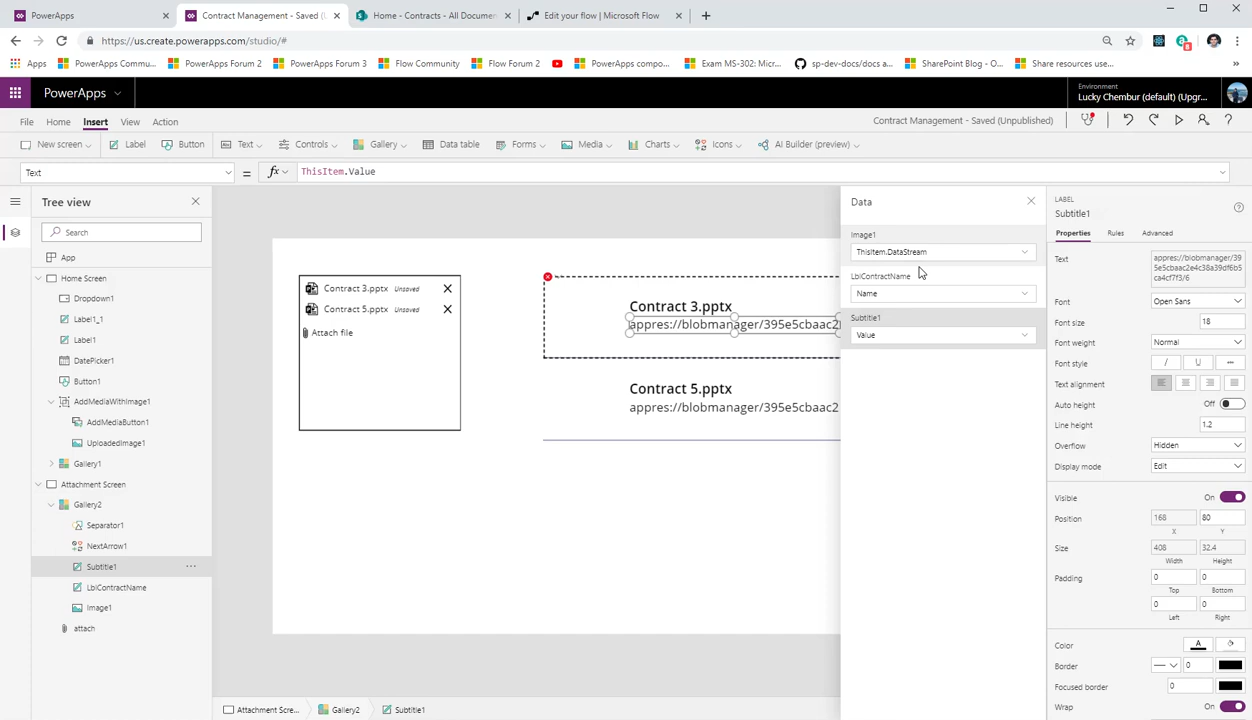 PowerApps
Contract Management - Saved (U
Home - Contracts - All Documen
Edit your flow | Microsoft Flow
https://us.create.powerapps.com/studio/#
Apps
PowerApps Commu...
PowerApps Forum 2
PowerApps Forum 3
Flow Community
Flow Forum 2
PowerApps compo...
Exam MS-302: Micr...
sp-dev-docs/docs a...
SharePoint Blog - O...
Share resources use...
PowerApps
Environment
Lucky Chembur (default) (Upgr...
File
Home
Insert
View
Action
Contract Management - Saved (Unpublished)
New screen
Label
Button
Text
Controls
Gallery
Data table
Forms
Media
Charts
Icons
AI Builder (preview)
Text
=
fx
ThisItem.Value
Tree view
Search
App
Home Screen
Dropdown1
Label1_1
Label1
DatePicker1
Button1
AddMediaWithImage1
AddMediaButton1
UploadedImage1
Gallery1
Attachment Screen
Gallery2
Separator1
NextArrow1
Subtitle1
LblContractName
Image1
attach
Contract 3.pptx Unsaved
Contract 5.pptx Unsaved
Attach file
Contract 3.pptx
appres://blobmanager/395e5cbaac2
Contract 5.pptx
appres://blobmanager/395e5cbaac2
Data
Image1
ThisItem.DataStream
LblContractName
Name
Subtitle1
Value
LABEL
Subtitle1
Properties
Rules
Advanced
Text
appres://blobmanager/39
5e5cbaac2e4c38a39df6b5
ca4cf7f3/6
Font
Open Sans
Font size
18
Font weight
Normal
Font style
/
U
Text alignment
Auto height
Off
Line height
1.2
Overflow
Hidden
Display mode
Edit
Visible
On
Position
168
80
X
Y
Size
408
32.4
Width
Height
Padding
0
0
Top
Bottom
0
0
Left
Right
Color
A
Border
0
Focused border
0
Wrap
On
Attachment Scre...
Gallery2
Subtitle1